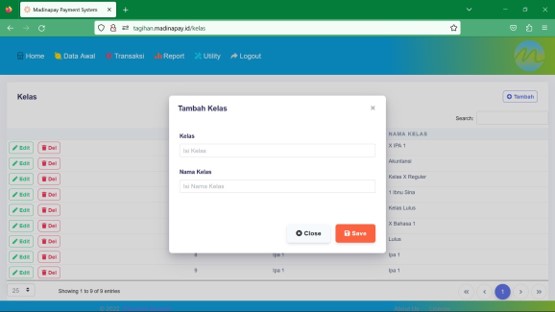 Madinapay Payment System
tagihan.madinapay.id/kelas
Home Data Awal Transaksi Report Utility Logout
Kelas
Tambah
Search:
NAMA KELAS
Edit Del X IPA 1
Edit Del Akuntansi
Edit Del Kelas X Reguler
Edit Del 1 Ibnu Sina
Edit Del Kelas Lulus
Edit Del X Bahasa 1
Edit Del Lulus
Edit Del 8 Ipa 1 Ipa 1
Edit Del 9 Ipa 1 Ipa 1
25 Showing 1 to 9 of 9 entries
« ‹ 1 › »
Tambah Kelas ×
Kelas
Isi Kelas
Nama Kelas
Isi Nama Kelas
Close Save